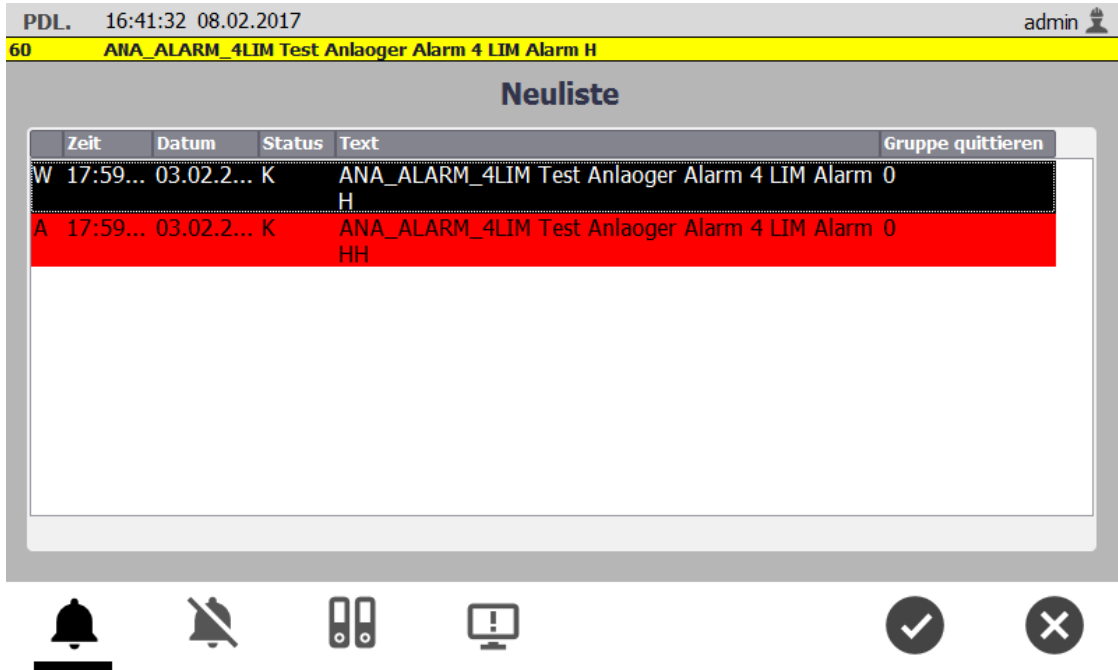 PDL. 16:41:32 08.02.2017 admin
60 ANA_ALARM_4LIM Test Anlaoger Alarm 4 LIM Alarm H
Neuliste
Zeit Datum Status Text Gruppe quittieren
W 17:59... 03.02.2... K ANA_ALARM_4LIM Test Anlaoger Alarm 4 LIM Alarm 0
H
A 17:59... 03.02.2... K ANA_ALARM_4LIM Test Anlaoger Alarm 4 LIM Alarm 0
HH